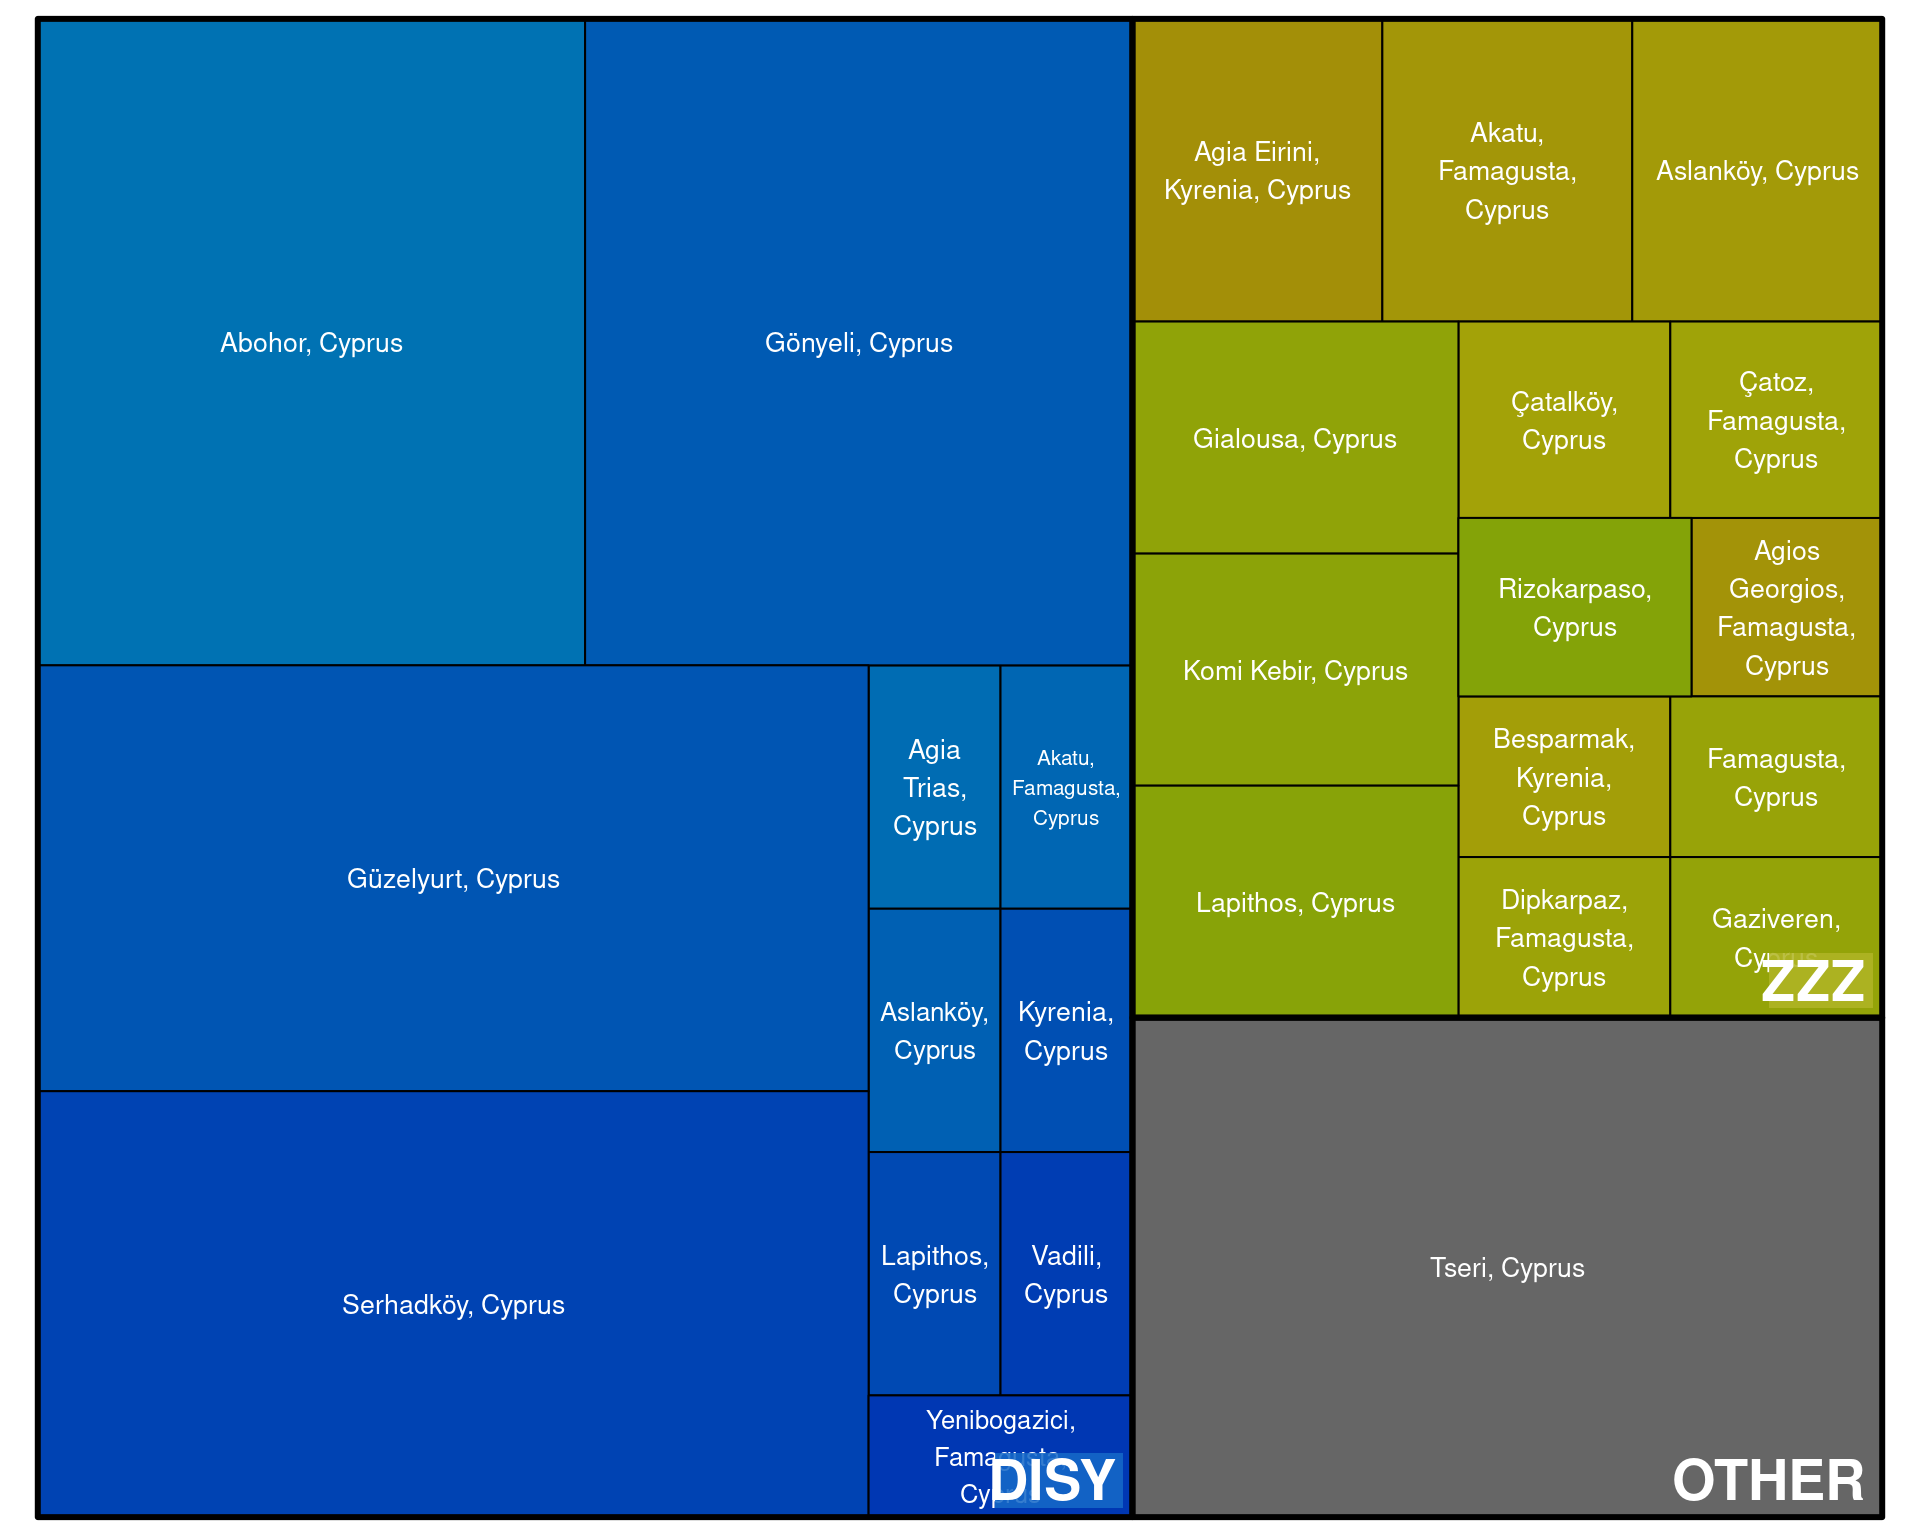 Abohor, Cyprus
Gönyeli, Cyprus
Güzelyurt, Cyprus
Serhadköy, Cyprus
Agia
Trias,
Cyprus
Akatu,
Famagusta,
Cyprus
Aslanköy,
Cyprus
Kyrenia,
Cyprus
Lapithos,
Cyprus
Vadili,
Cyprus
Yenibogazici,
Famagusta,
Cyprus
DISY
Agia Eirini,
Kyrenia, Cyprus
Akatu,
Famagusta,
Cyprus
Aslanköy, Cyprus
Gialousa, Cyprus
Komi Kebir, Cyprus
Lapithos, Cyprus
Çatalköy,
Cyprus
Çatoz,
Famagusta,
Cyprus
Rizokarpaso,
Cyprus
Agios
Georgios,
Famagusta,
Cyprus
Besparmak,
Kyrenia,
Cyprus
Famagusta,
Cyprus
Dipkarpaz,
Famagusta,
Cyprus
Gaziveren,
Cyprus
ZZZ
Tseri, Cyprus
OTHER